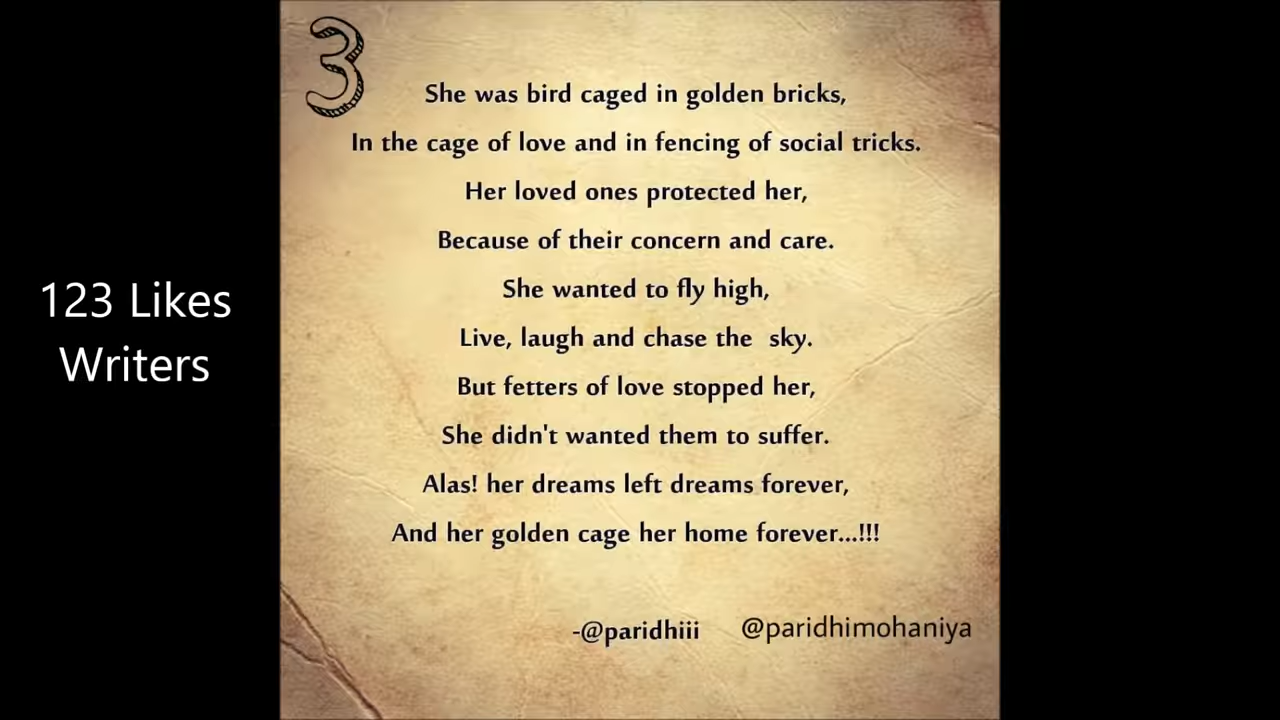 3
She was bird caged in golden bricks,
In the cage of love and in fencing of social tricks.
Her loved ones protected her,
Because of their concern and care.
She wanted to fly high,
Live, laugh and chase the  sky.
But fetters of love stopped her,
She didn't wanted them to suffer.
Alas! her dreams left dreams forever,
And her golden cage her home forever...!!!
-@paridhiii
@paridhimohaniya
123 Likes
Writers